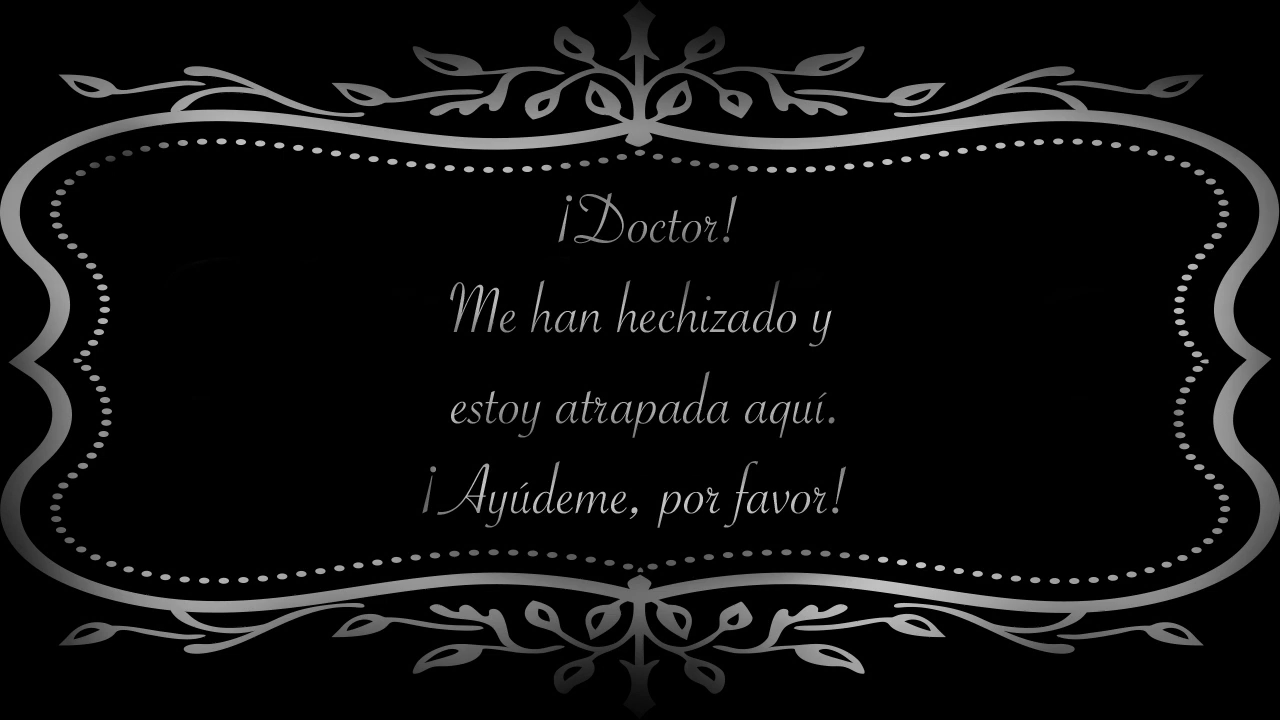 ¡Doctor!
Me han hechizado y
estoy atrapada aquí.
¡Ayúdeme, por favor!